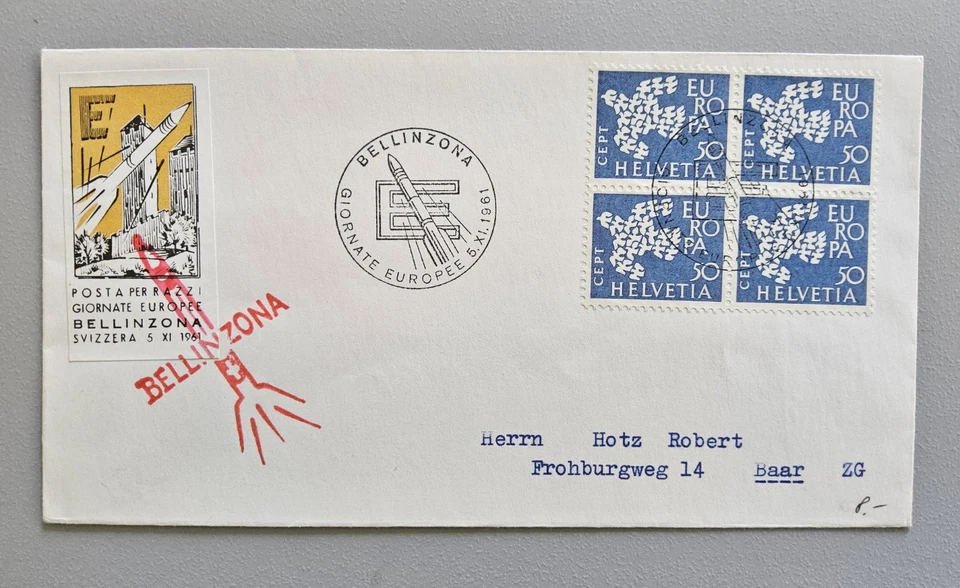 E
POSTA PER RAZZI
GIORNATE EUROPEE
BELLINZONA
SVIZZERA 5 XI 1961
BELLINZONA
BELLINZONA
E
GIORNATE EUROPEE 5.XI.1961
EUROPA
CEPT
50
HELVETIA
EUROPA
CEPT
50
HELVETIA
EUROPA
CEPT
50
HELVETIA
EUROPA
CEPT
50
HELVETIA
BELLINZONA
Herrn Hotz Robert
Frohburgweg 14 Baar ZG
8.-